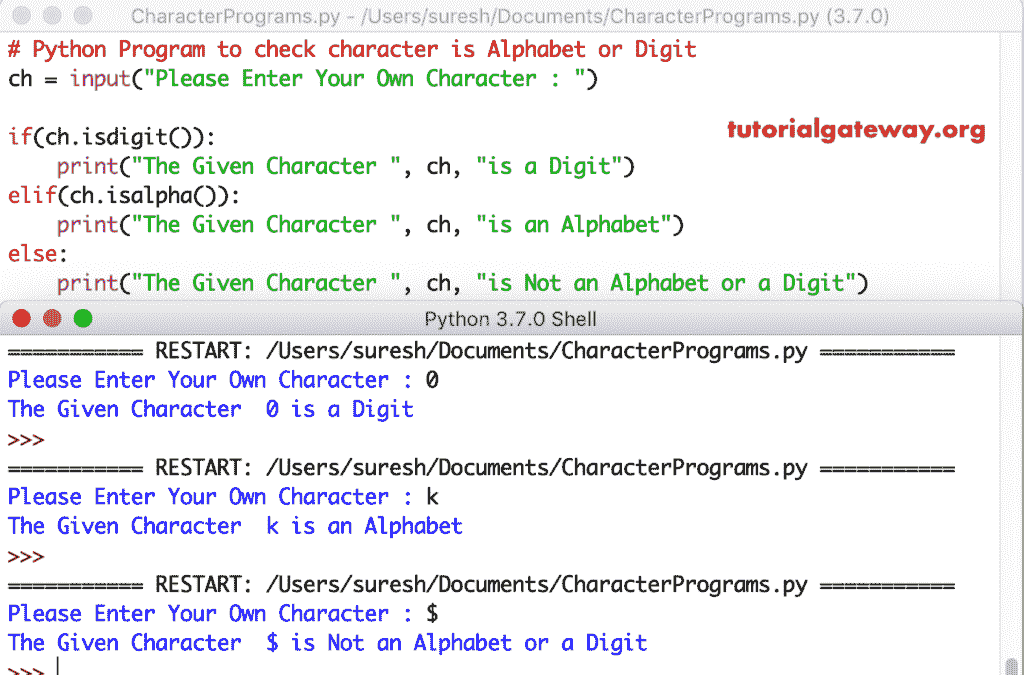 CharacterPrograms.py - /Users/suresh/Documents/CharacterPrograms.py (3.7.0)
# Python Program to check character is Alphabet or Digit
ch = input("Please Enter Your Own Character : ")
if(ch.isdigit()):
tutorialgateway.org
    print("The Given Character ", ch, "is a Digit")
elif(ch.isalpha()):
    print("The Given Character ", ch, "is an Alphabet")
else:
    print("The Given Character ", ch, "is Not an Alphabet or a Digit")
Python 3.7.0 Shell
=========== RESTART: /Users/suresh/Documents/CharacterPrograms.py ===========
Please Enter Your Own Character : 0
The Given Character  0 is a Digit
>>>
=========== RESTART: /Users/suresh/Documents/CharacterPrograms.py ===========
Please Enter Your Own Character : k
The Given Character  k is an Alphabet
>>>
=========== RESTART: /Users/suresh/Documents/CharacterPrograms.py ===========
Please Enter Your Own Character : $
The Given Character  $ is Not an Alphabet or a Digit
>>>